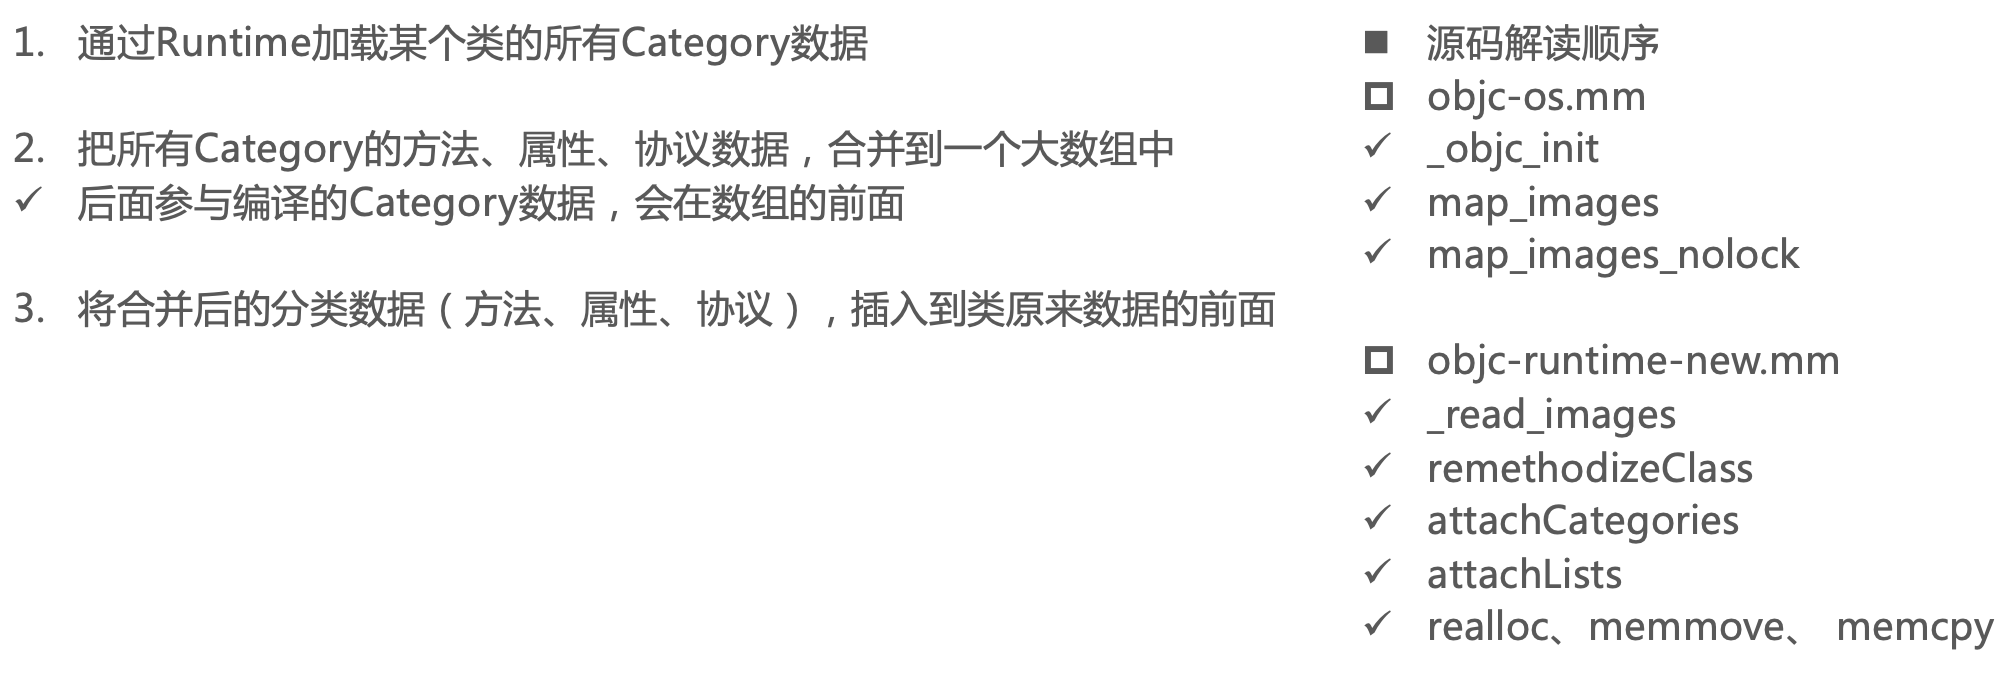 1. 通过Runtime加载某个类的所有Category数据
2. 把所有Category的方法、属性、协议数据，合并到一个大数组中
✓ 后面参与编译的Category数据，会在数组的前面
3. 将合并后的分类数据（方法、属性、协议），插入到类原来数据的前面
■ 源码解读顺序
□ objc-os.mm
✓ _objc_init
✓ map_images
✓ map_images_nolock
□ objc-runtime-new.mm
✓ _read_images
✓ remethodizeClass
✓ attachCategories
✓ attachLists
✓ realloc、memmove、 memcpy